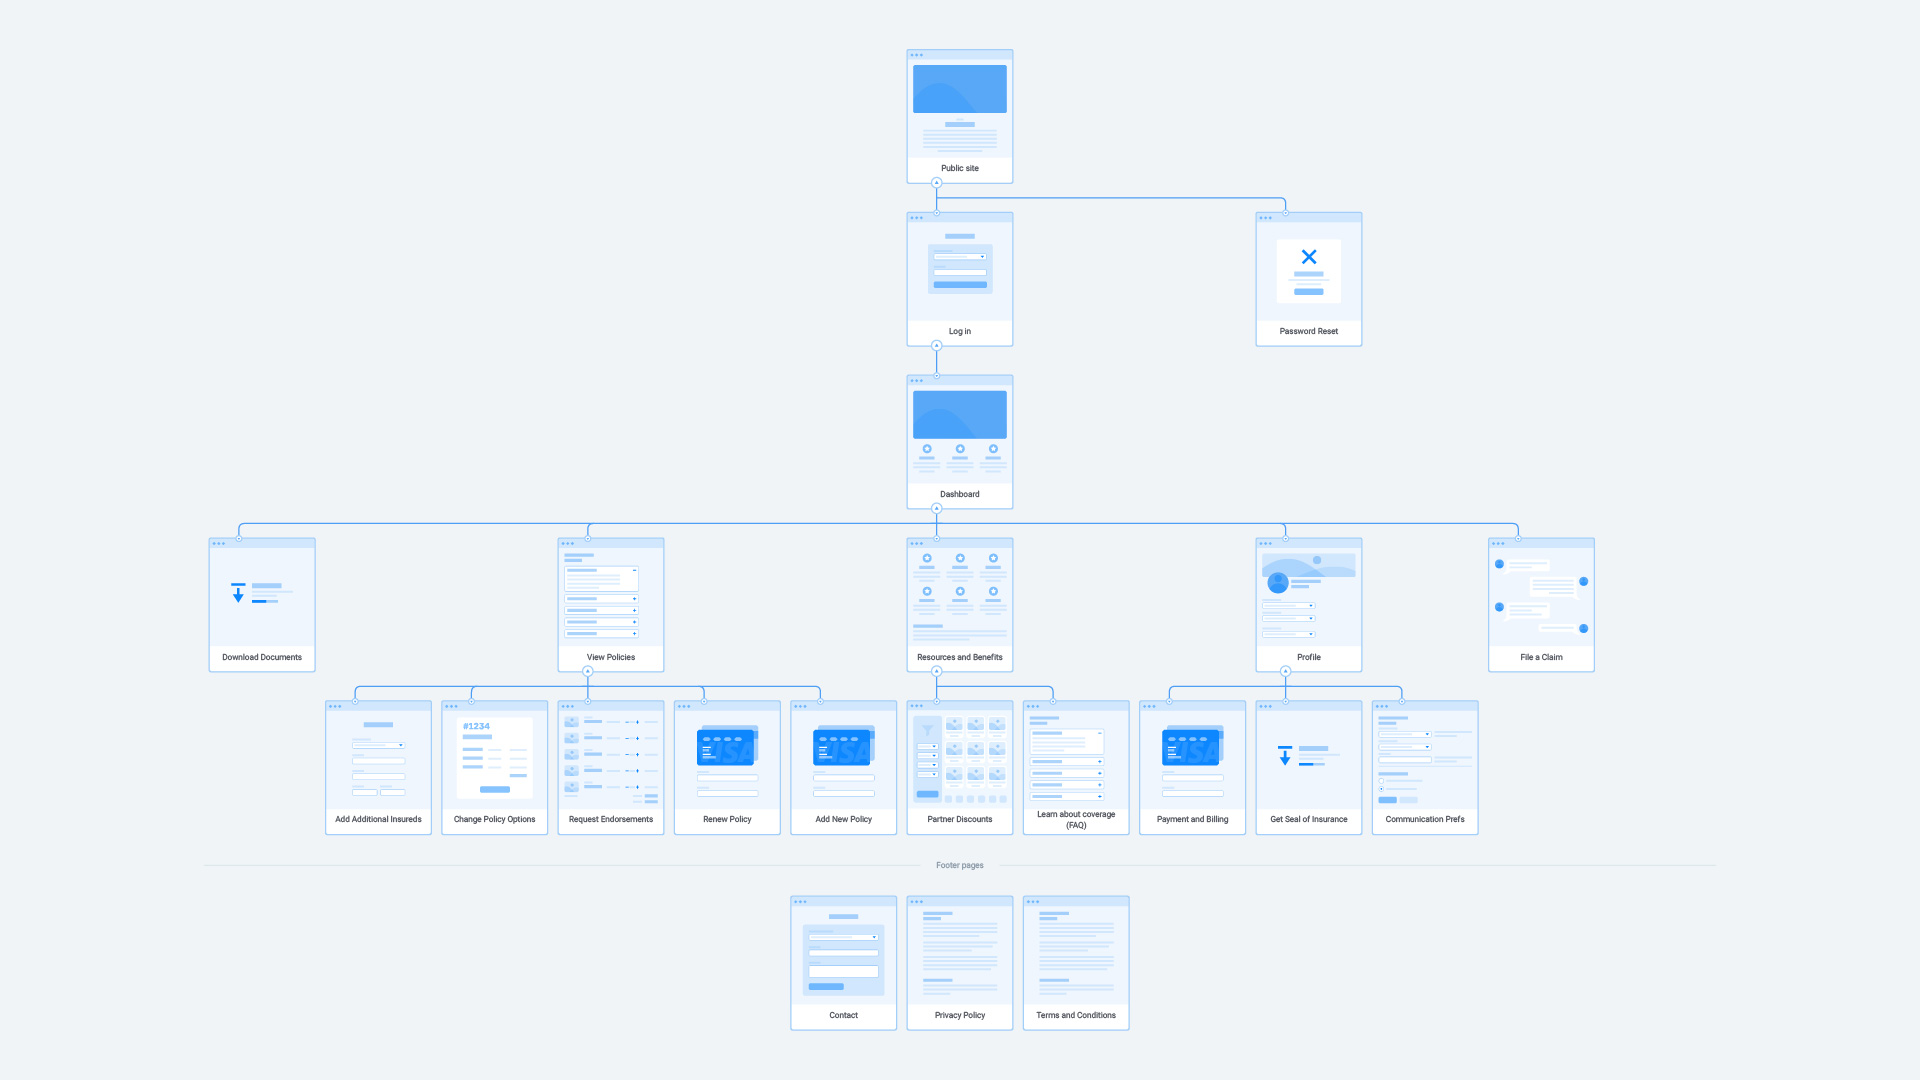 Public site
Log in
Password Reset
Dashboard
Download Documents
View Policies
Resources and Benefits
Profile
File a Claim
#1234
VISA
VISA
VISA
Add Additional Insureds
Change Policy Options
Request Endorsements
Renew Policy
Add New Policy
Partner Discounts
Learn about coverage
(FAQ)
Payment and Billing
Get Seal of Insurance
Communication Prefs
Footer pages
Contact
Privacy Policy
Terms and Conditions